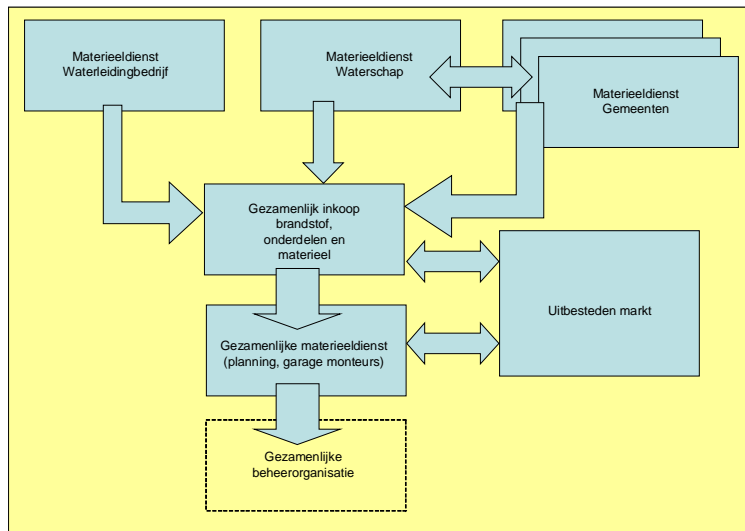 Materieeldienst
Waterleidingbedrijf
Materieeldienst
Waterschap
Materieeldienst
Gemeenten
Gezamenlijk inkoop
brandstof,
onderdelen en
materieel
Uitbesteden markt
Gezamenlijke materieeldienst
(planning, garage monteurs)
Gezamenlijke
beheerorganisatie